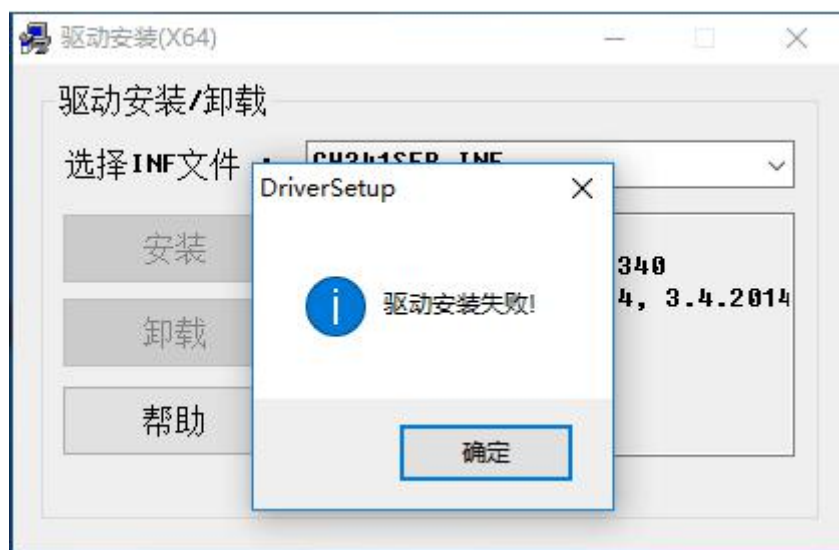 驱动安装(X64)
驱动安装/卸载
选择INF文件 :
CH341SER.INF
DriverSetup
安装
340
驱动安装失败!
4, 3.4.2014
卸载
帮助
确定